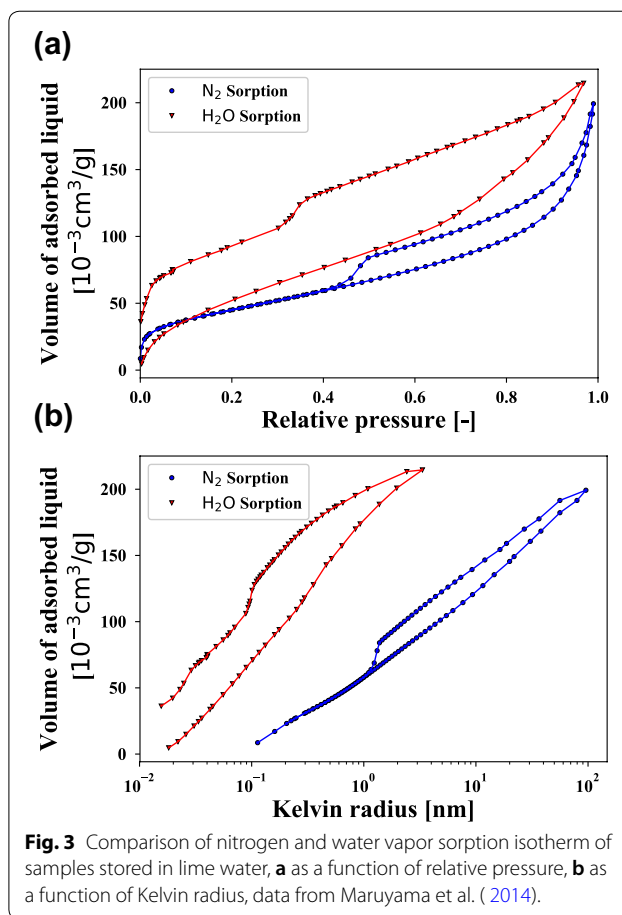 (a)
N₂ Sorption
H₂O Sorption
Volume of adsorbed liquid
[10⁻³cm³/g]
200
150
100
50
0
0.0 0.2 0.4 0.6 0.8 1.0
Relative pressure [-]
(b)
N₂ Sorption
H₂O Sorption
Volume of adsorbed liquid
[10⁻³cm³/g]
200
150
100
50
0
10⁻² 10⁻¹ 10⁰ 10¹ 10²
Kelvin radius [nm]
Fig. 3 Comparison of nitrogen and water vapor sorption isotherm of
samples stored in lime water, a as a function of relative pressure, b as
a function of Kelvin radius, data from Maruyama et al. ( 2014).